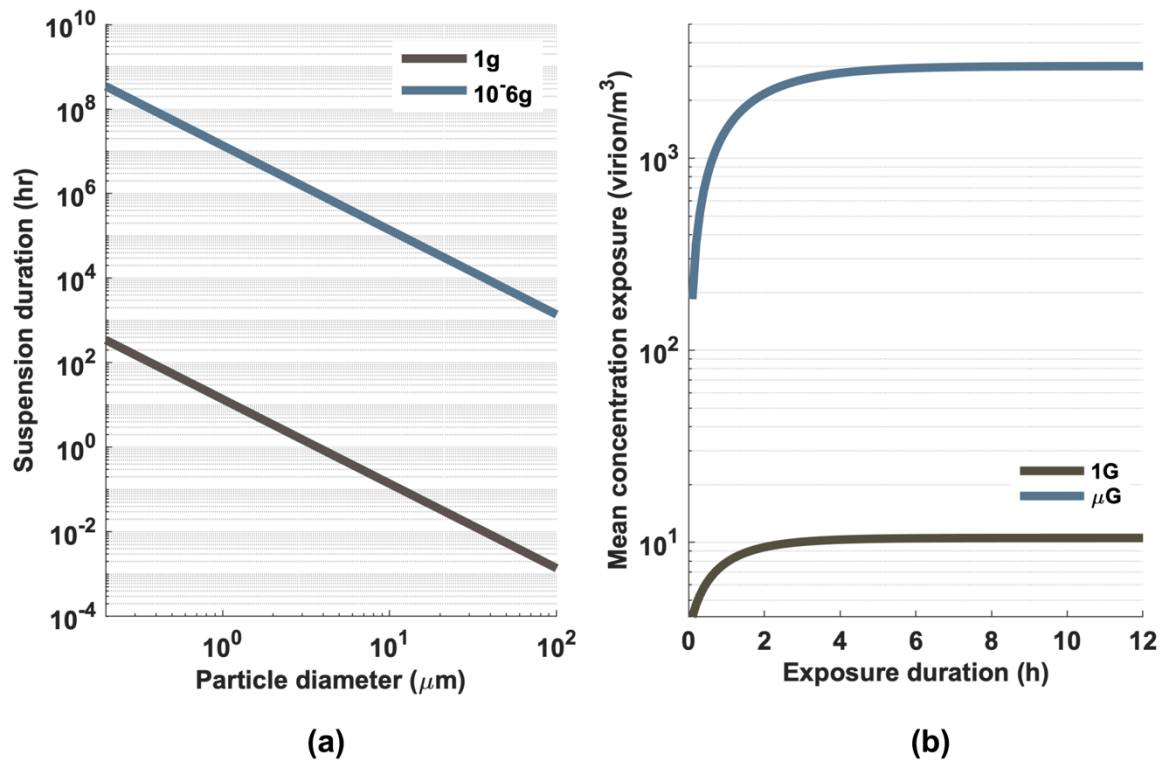 Suspension duration (hr)
10^10
10^8
10^6
10^4
10^2
10^0
10^-2
10^-4
1g
10^-6g
10^0
10^1
10^2
Particle diameter (μm)
(a)
Mean concentration exposure (virion/m^3)
10^3
10^2
10^1
1G
μG
0
2
4
6
8
10
12
Exposure duration (h)
(b)